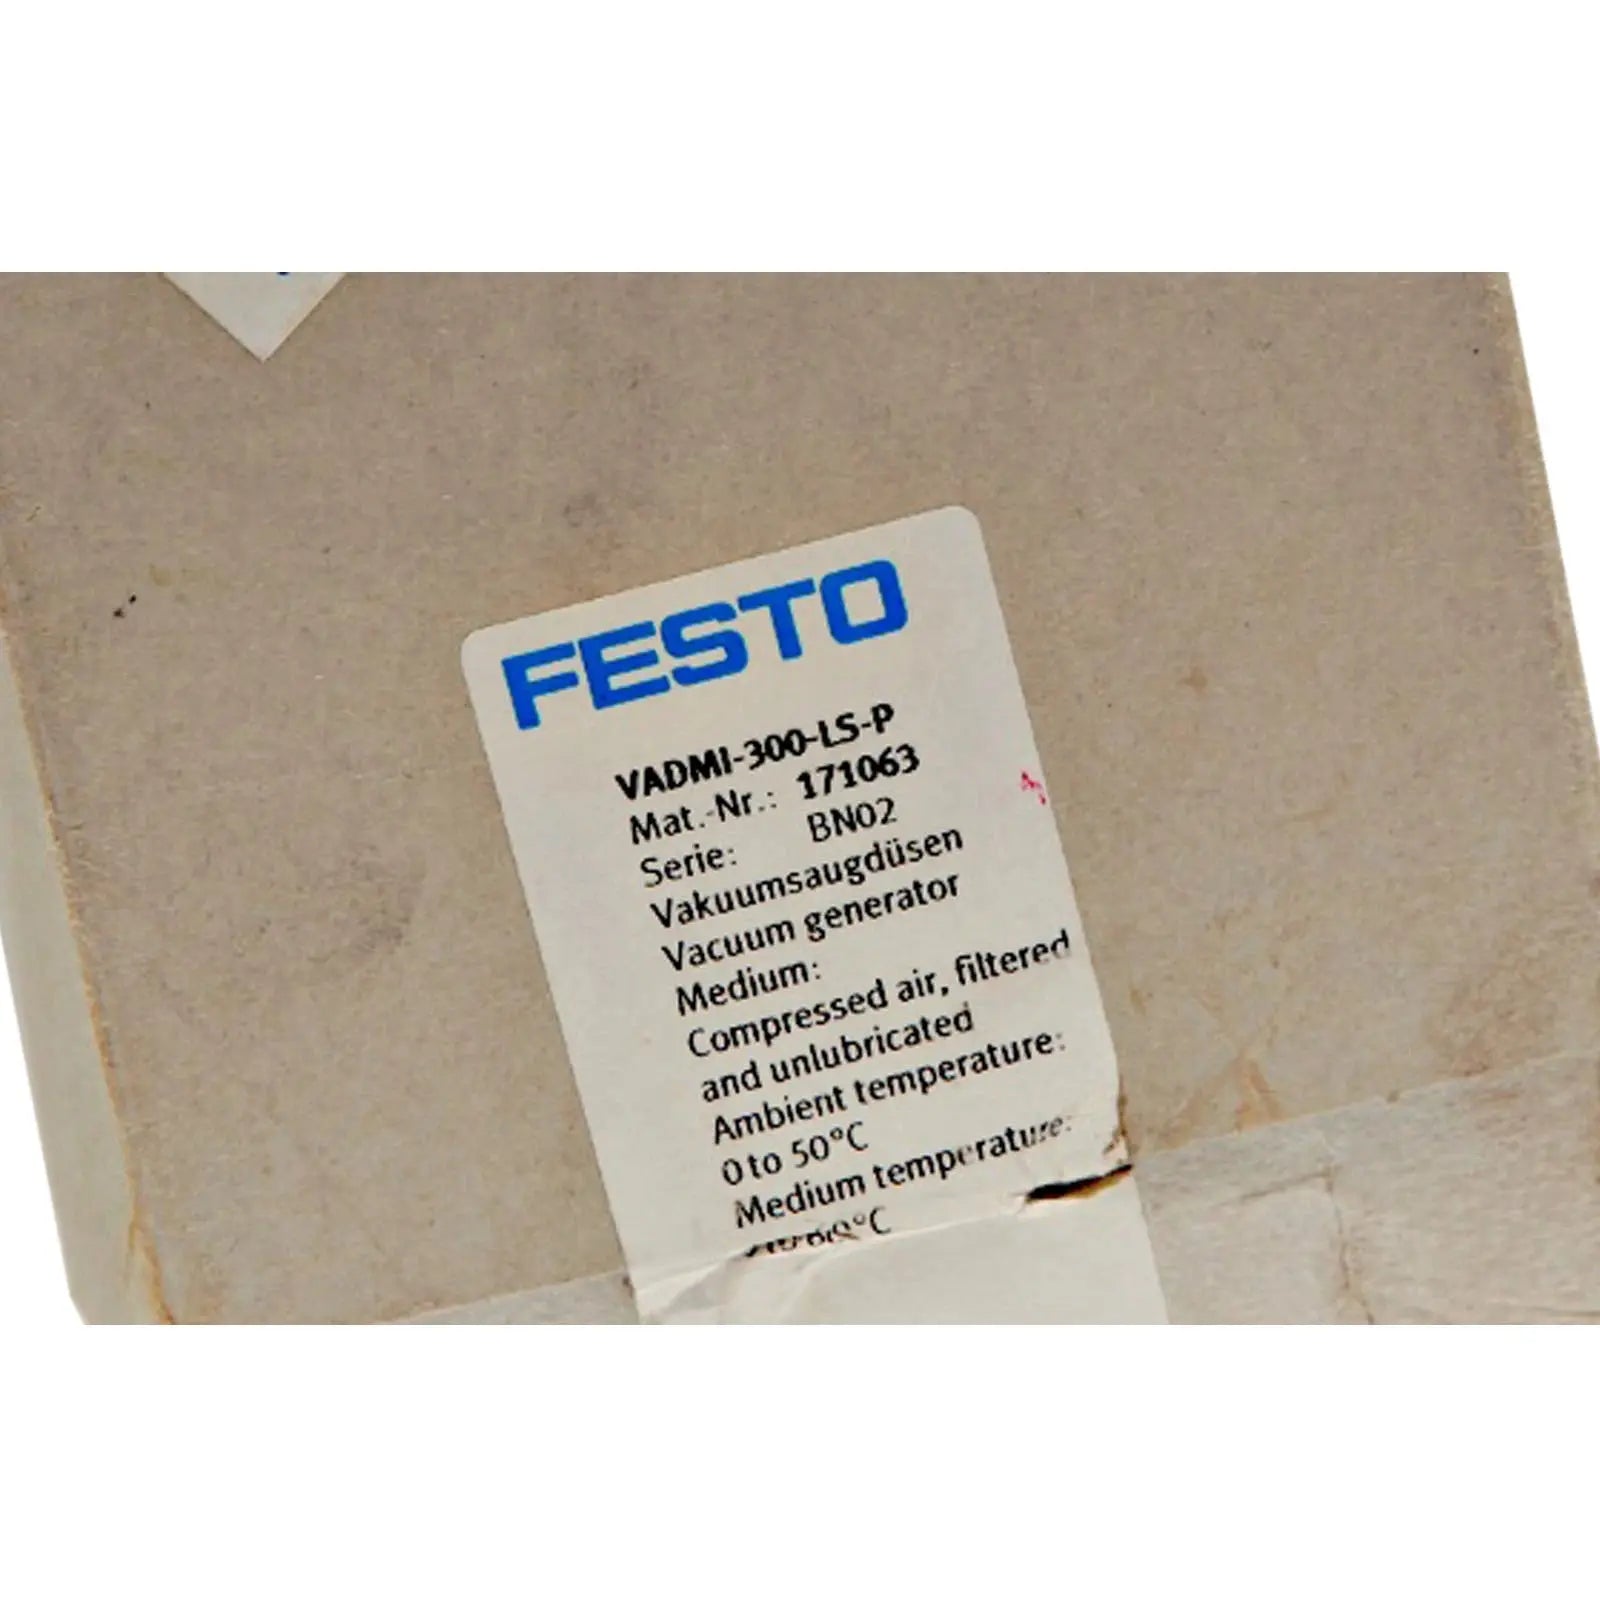 FESTO
VADMI-300-LS-P
Mat.-Nr.: 171063
Serie: BN02
Vakuumsaugdüsen
Vacuum generator
Medium:
Compressed air, filtered
and unlubricated
Ambient temperature:
0 to 50°C
Medium temperature:
60°C